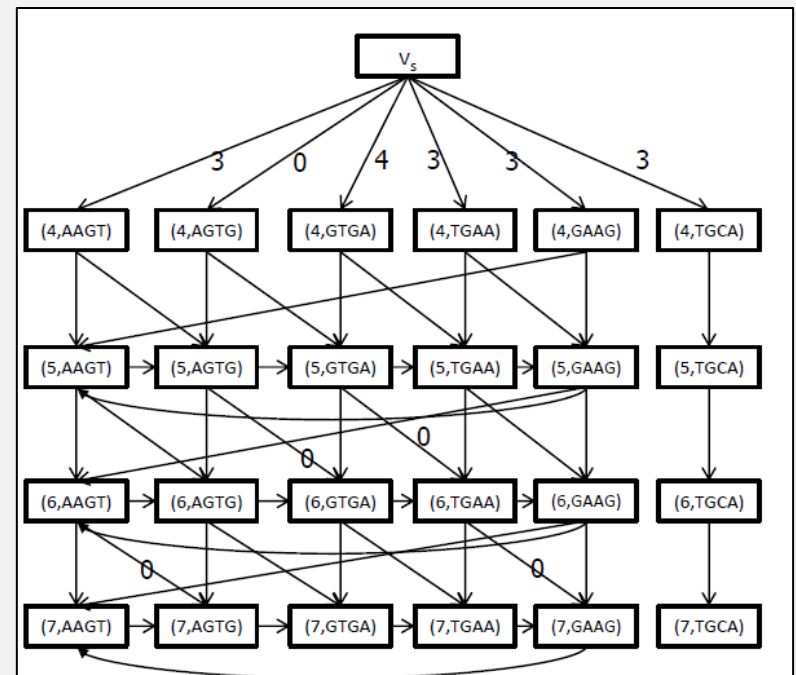 Vs
3 0 4 3 3 3
(4,AAGT) (4,AGTG) (4,GTGA) (4,TGAA) (4,GAAG) (4,TGCA)
(5,AAGT) (5,AGTG) (5,GTGA) (5,TGAA) (5,GAAG) (5,TGCA)
0
0
(6,AAGT) (6,AGTG) (6,GTGA) (6,TGAA) (6,GAAG) (6,TGCA)
0 0
(7,AAGT) (7,AGTG) (7,GTGA) (7,TGAA) (7,GAAG) (7,TGCA)